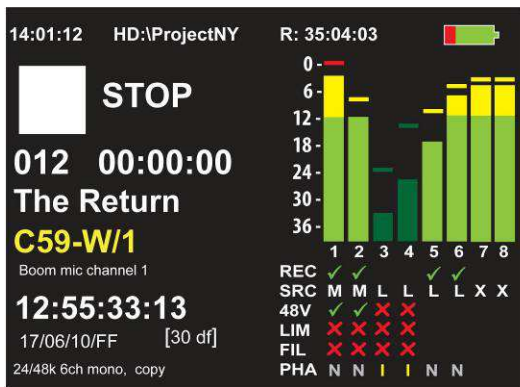 14:01:12 HD:\ProjectNY R: 35:04:03
STOP
012 00:00:00
The Return
C59-W/1
Boom mic channel 1
12:55:33:13
17/06/10/FF [30 df]
24/48k 6ch mono, copy
0-
6-
12-
18-
24-
30-
36-
1 2 3 4 5 6 7 8
REC ✓ ✓ ✓ ✓
SRC M M L L L L X X
48V ✓ ✓ ✗ ✗
LIM ✗ ✗ ✗ ✗
FIL ✗ ✗ ✗ ✗
PHA N N I I N N